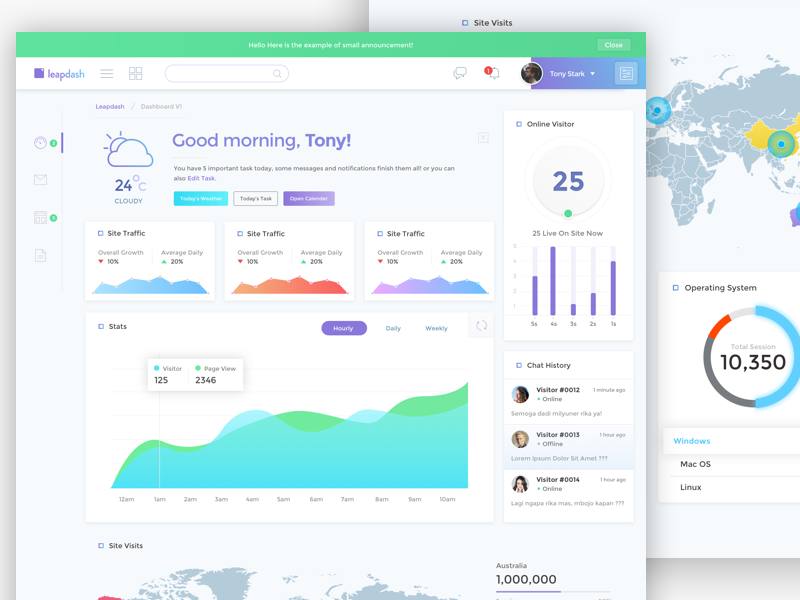 Site Visits
Hello Here is the example of small announcement!
Close
leapdash
1
Tony Stark
Leapdash / Dashboard V1
Good morning, Tony!
24°C
CLOUDY
You have 5 important task today, some messages and notifications finish them all! or you can
also Edit Task.
Today's Weather
Today's Task
Open Calendar
Site Traffic
Overall Growth
Average Daily
10%
20%
Site Traffic
Overall Growth
Average Daily
10%
20%
Site Traffic
Overall Growth
Average Daily
10%
20%
Stats
Hourly
Daily
Weekly
Visitor
Page View
125
2346
12am 1am 2am 3am 4am 5am 6am 7am 8am 9am 10am
Online Visitor
25
25 Live On Site Now
5
4
3
2
1
5s 4s 3s 2s 1s
Chat History
Visitor #0012
1 minute ago
Online
Semoga dadi milyuner rika ya!
Visitor #0013
1 hour ago
Offline
Lorem Ipsum Dolor Sit Amet ???
Visitor #0014
1 hour ago
Online
Lagi ngapa rika mas, mbojo kapan ???
Site Visits
Australia
1,000,000
Operating System
Total Session
10,350
Windows
Mac OS
Linux